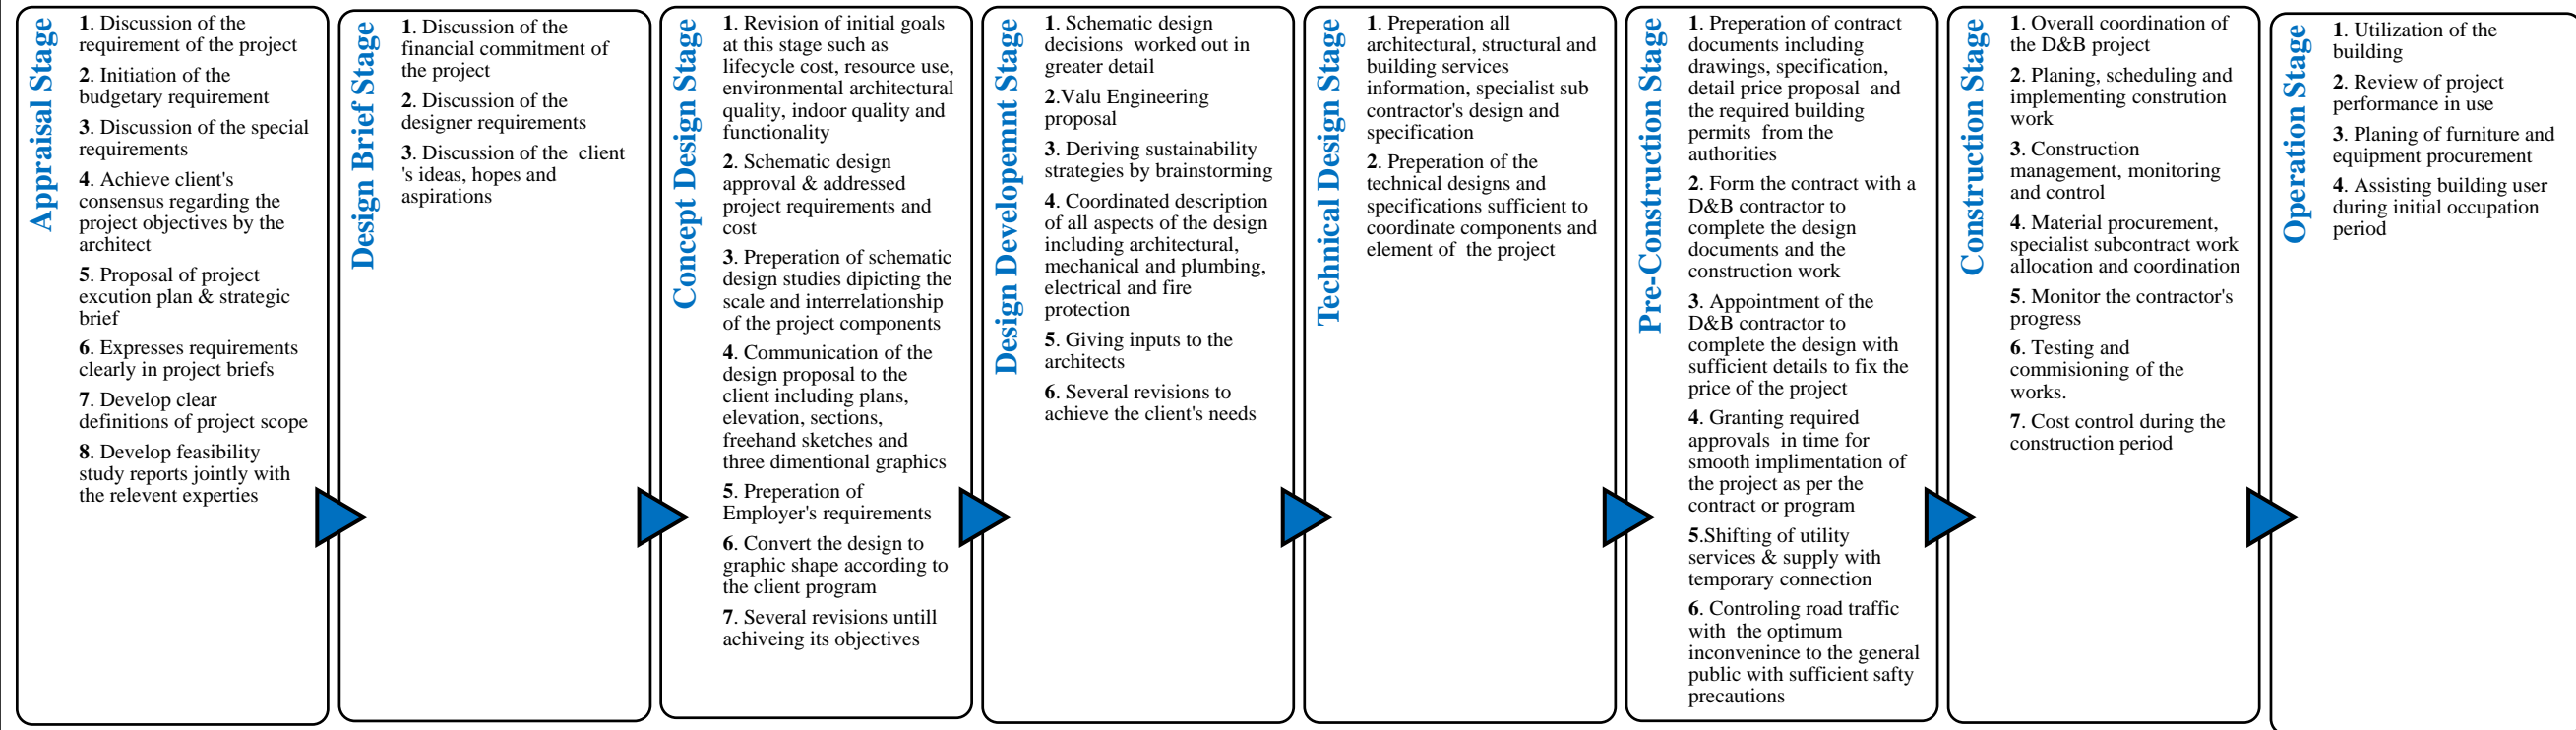 Appraisal Stage
1. Discussion of the
requirement of the project
2. Initiation of the
budgetary requirement
3. Discussion of the special
requirements
4. Achieve client's
consensus regarding the
project objectives by the
architect
5. Proposal of project
excution plan & strategic
brief
6. Expresses requirements
clearly in project briefs
7. Develop clear
definitions of project scope
8. Develop feasibility
study reports jointly with
the relevent experties
Design Brief Stage
1. Discussion of the
financial commitment of
the project
2. Discussion of the
designer requirements
3. Discussion of the  client
's ideas, hopes and
aspirations
Concept Design Stage
1. Revision of initial goals
at this stage such as
lifecycle cost, resource use,
environmental architectural
quality, indoor quality and
functionality
2. Schematic design
approval & addressed
project requirements and
cost
3. Preperation of schematic
design studies dipicting the
scale and interrelationship
of the project components
4. Communication of the
design proposal to the
client including plans,
elevation, sections,
freehand sketches and
three dimentional graphics
5. Preperation of
Employer's requirements
6. Convert the design to
graphic shape according to
the client program
7. Several revisions untill
achiveing its objectives
Design Developemnt Stage
1. Schematic design
decisions  worked out in
greater detail
2.Valu Engineering
proposal
3. Deriving sustainability
strategies by brainstorming
4. Coordinated description
of all aspects of the design
including architectural,
mechanical and plumbing,
electrical and fire
protection
5. Giving inputs to the
architects
6. Several revisions to
achieve the client's needs
Technical Design Stage
1. Preperation all
architectural, structural and
building services
information, specialist sub
contractor's design and
specification
2. Preperation of the
technical designs and
specifications sufficient to
coordinate components and
element of  the project
Pre-Construction Stage
1. Preperation of contract
documents including
drawings, specification,
detail price proposal  and
the required building
permits  from the
authorities
2. Form the contract with a
D&B contractor to
complete the design
documents and the
construction work
3. Appointment of the
D&B contractor to
complete the design with
sufficient details to fix the
price of the project
4. Granting required
approvals  in time for
smooth implimentation of
the project as per the
contract or program
5.Shifting of utility
services & supply with
temporary connection
6. Controling road traffic
with  the optimum
inconvenince to the general
public with sufficient safty
precautions
Construction Stage
1. Overall coordination of
the D&B project
2. Planing, scheduling and
implementing constrution
work
3. Construction
management, monitoring
and control
4. Material procurement,
specialist subcontract work
allocation and coordination
5. Monitor the contractor's
progress
6. Testing and
commisioning of the
works.
7. Cost control during the
construction period
Operation Stage
1. Utilization of the
building
2. Review of project
performance in use
3. Planing of furniture and
equipment procurement
4. Assisting building user
during initial occupation
period